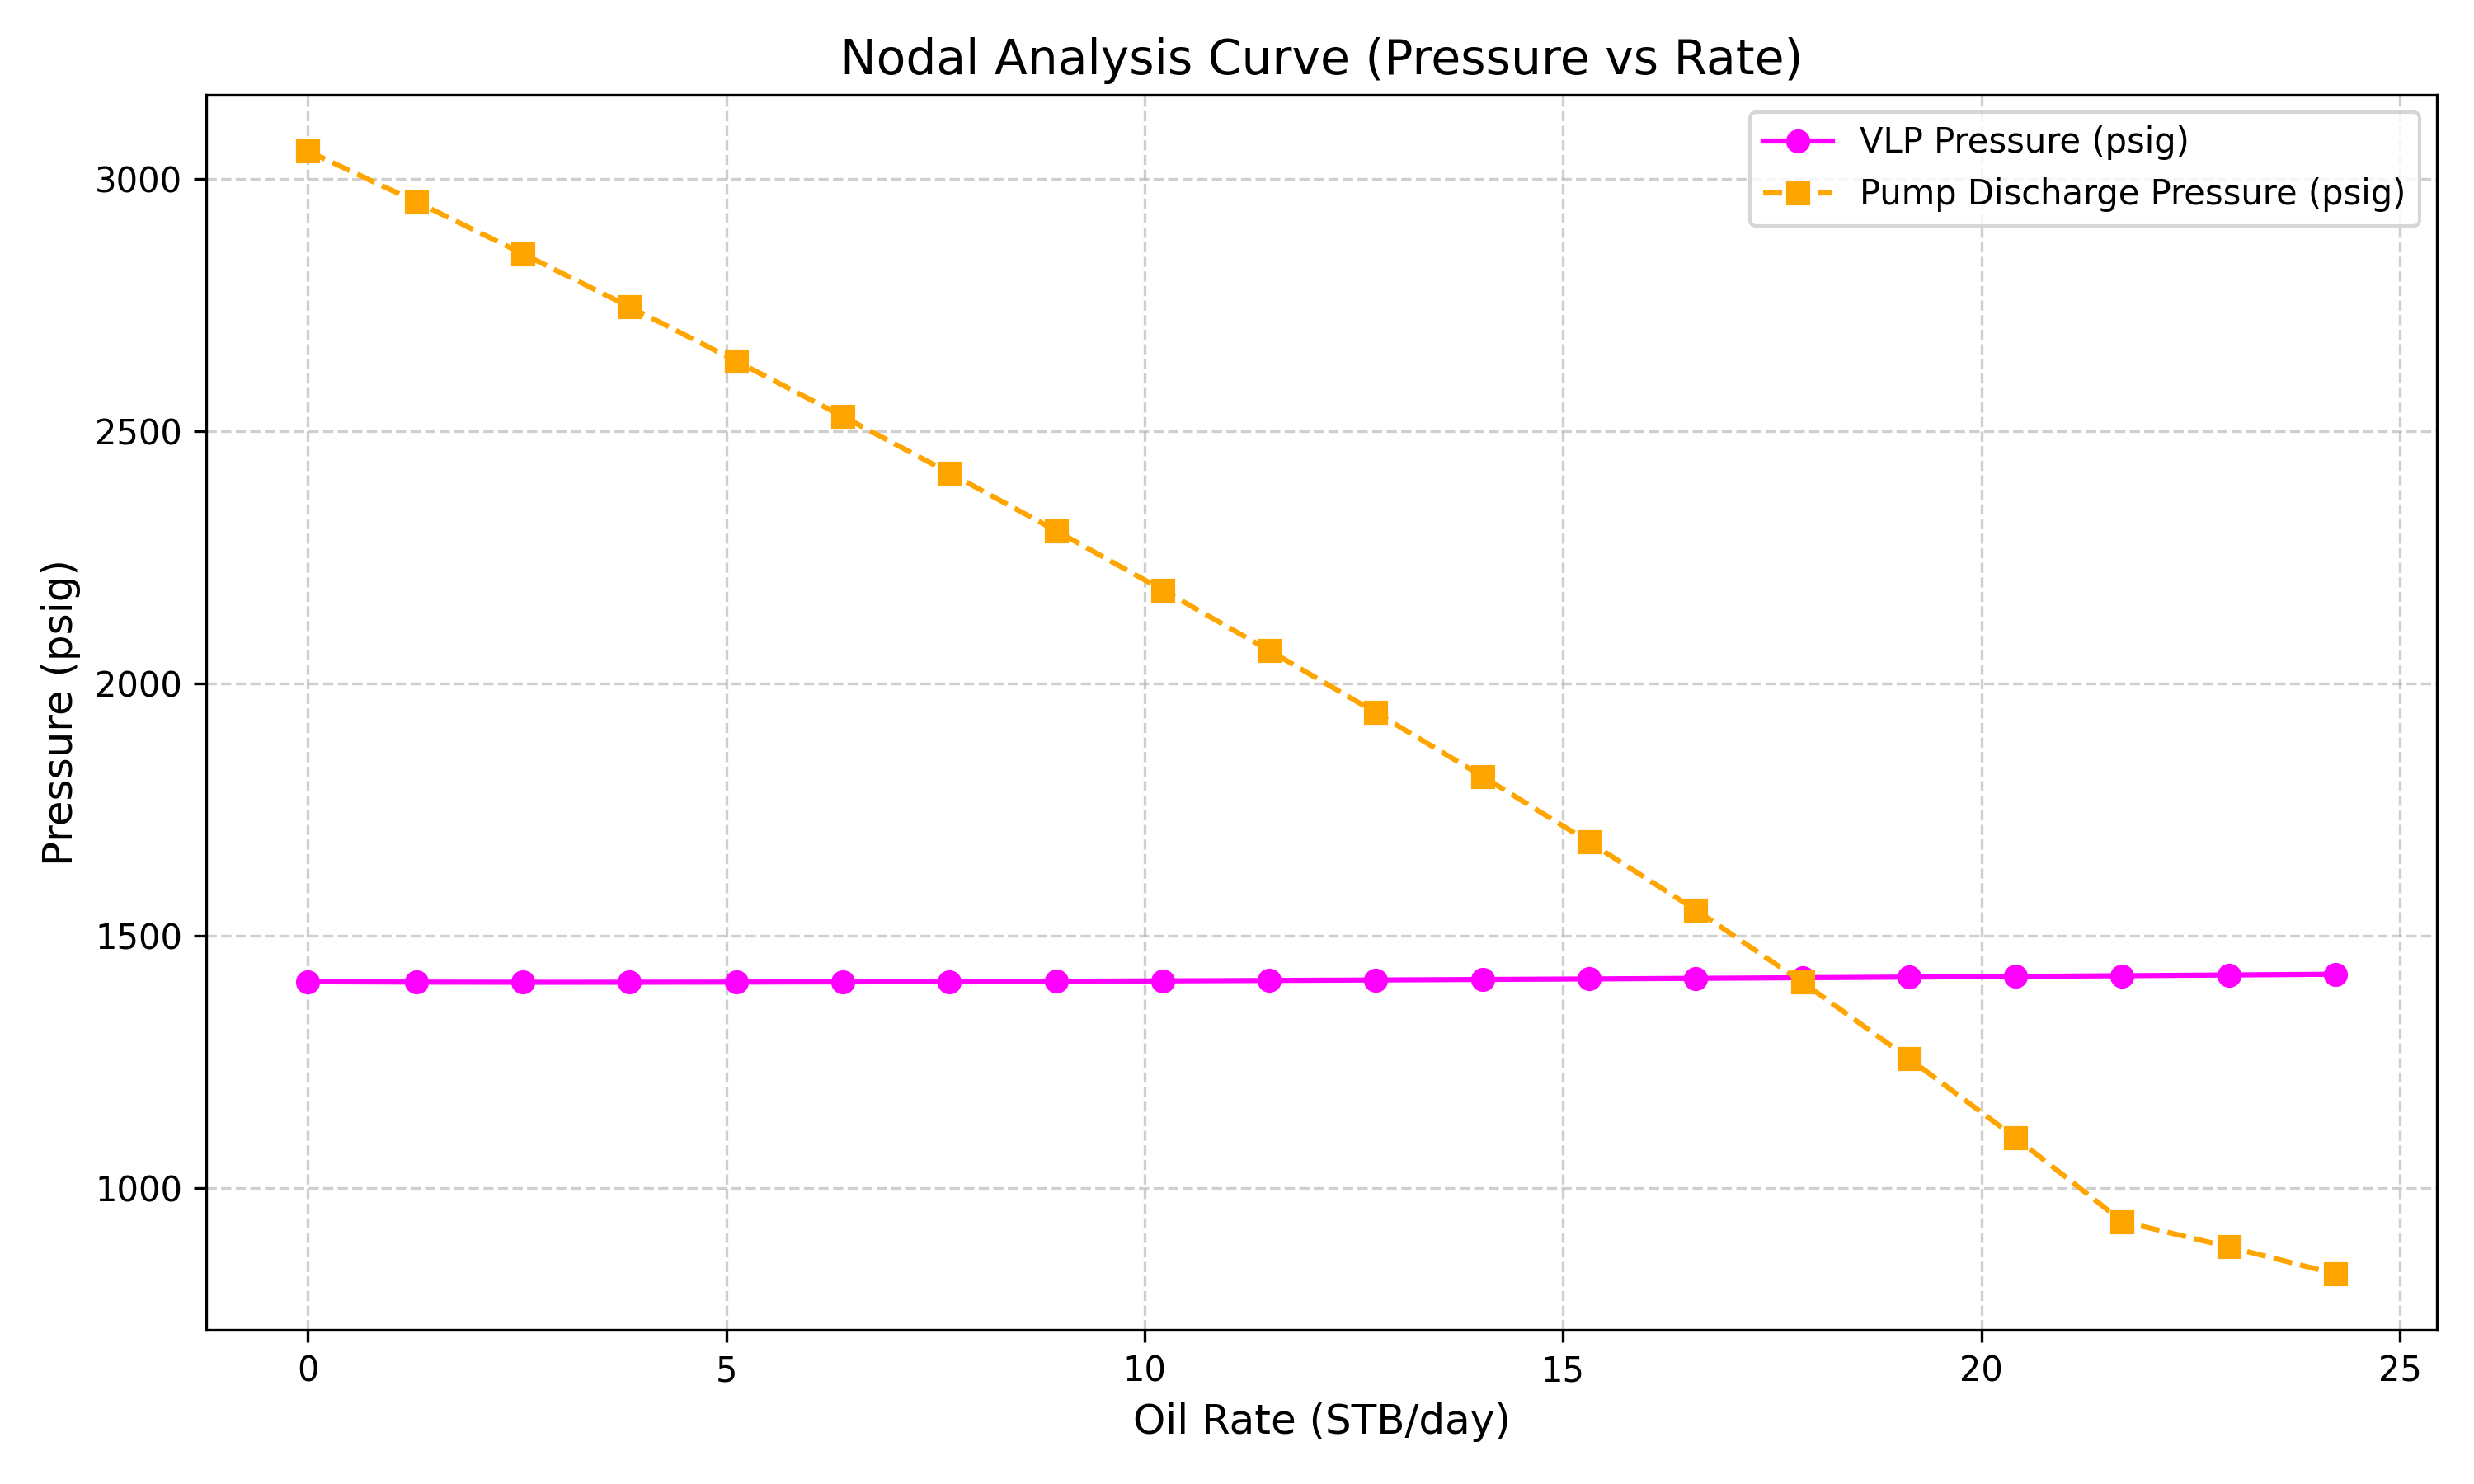 Nodal Analysis Curve (Pressure vs Rate)
VLP Pressure (psig)
Pump Discharge Pressure (psig)
Pressure (psig)
3000
2500
2000
1500
1000
0
5
10
15
20
25
Oil Rate (STB/day)